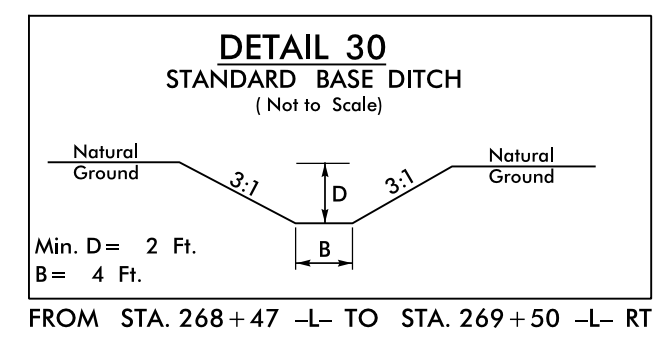 DETAIL 30
STANDARD BASE DITCH
( Not to Scale)
Natural
Ground
3:1
D
3:1
Natural
Ground
B
Min. D= 2 Ft.
B= 4 Ft.
FROM STA. 268+47 -L- TO STA. 269+50 -L- RT